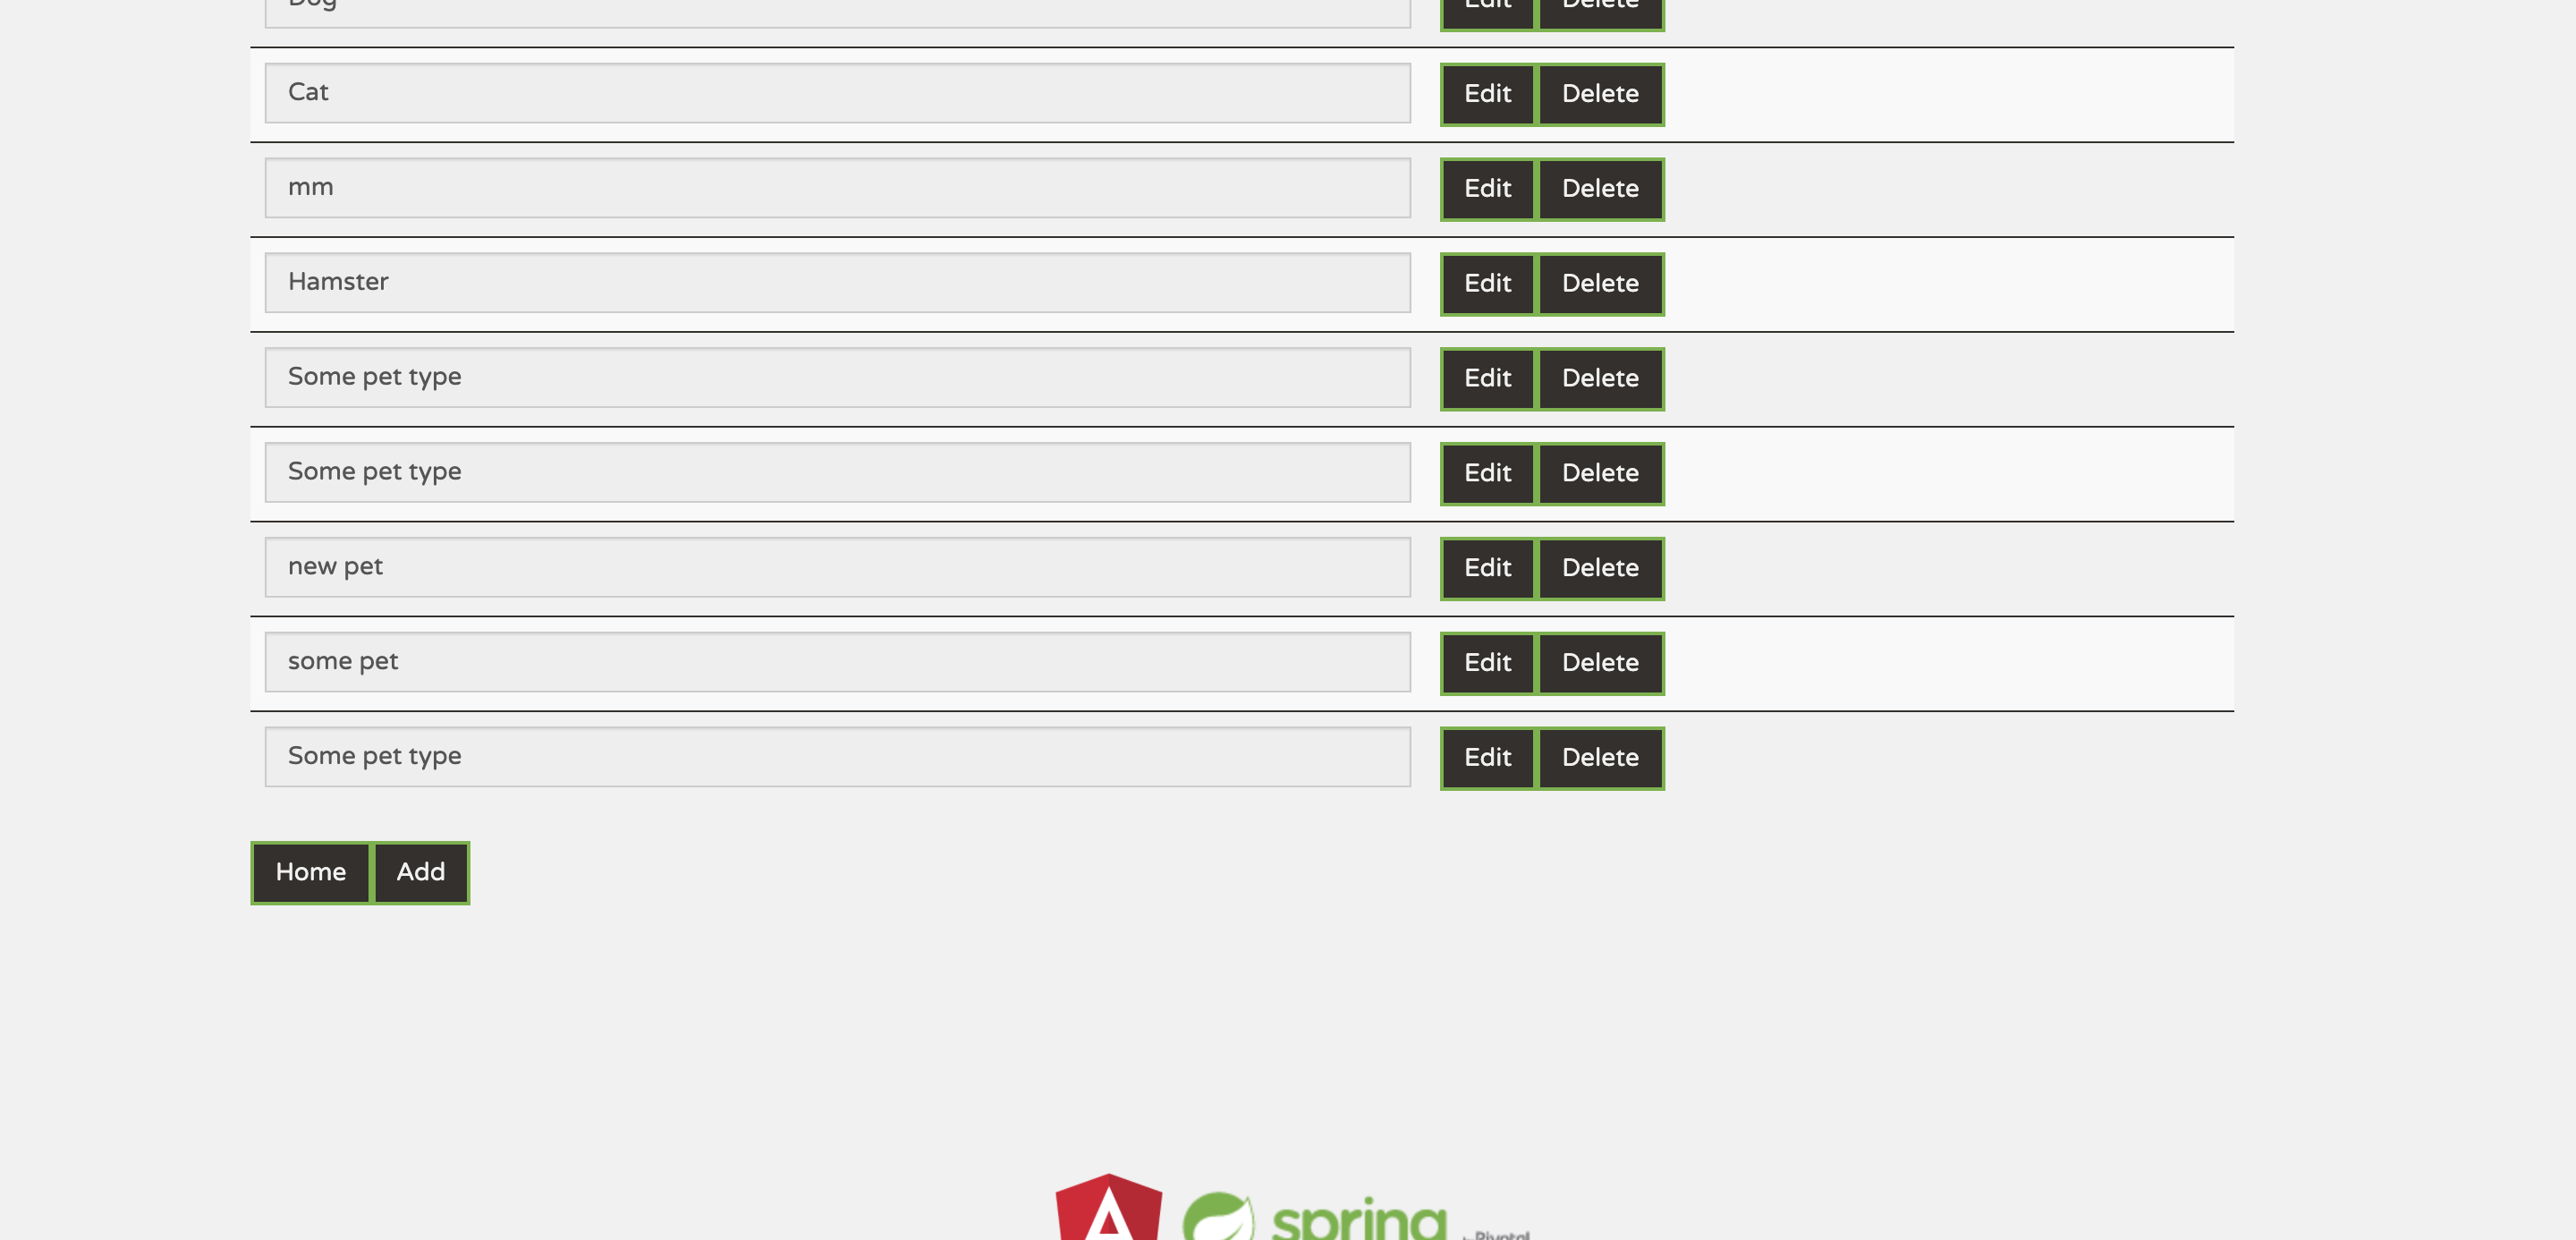 Dog Edit Delete
Cat Edit Delete
mm Edit Delete
Hamster Edit Delete
Some pet type Edit Delete
Some pet type Edit Delete
new pet Edit Delete
some pet Edit Delete
Some pet type Edit Delete
Home Add
spring by Pivotal